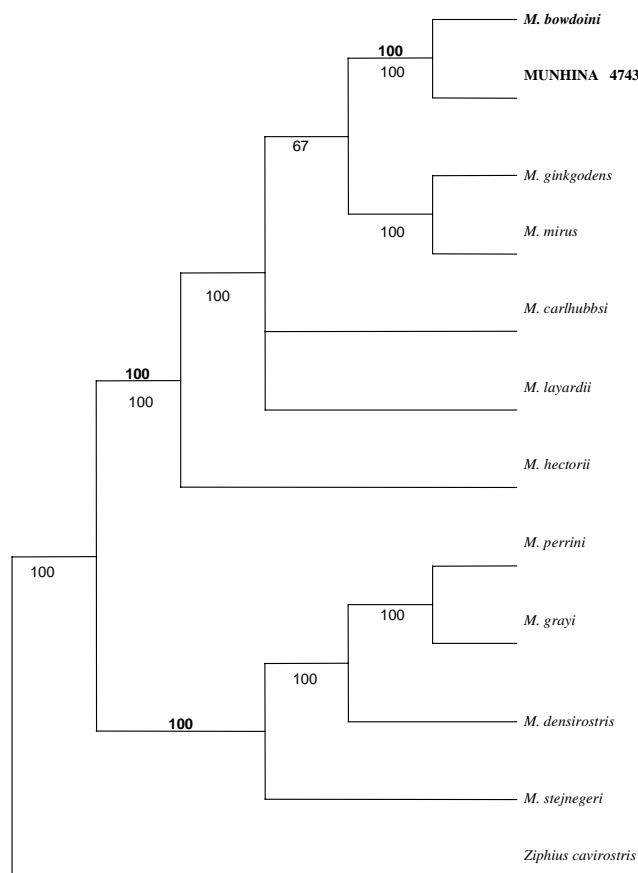 M. bowdoini
100
100
MUNHINA 4743
67
M. ginkgodens
100
M. mirus
100
M. carlhubbsi
100
100
M. layardii
M. hectorii
M. perrini
100
100
M. grayi
100
100
M. densirostris
M. stejnegeri
Ziphius cavirostris